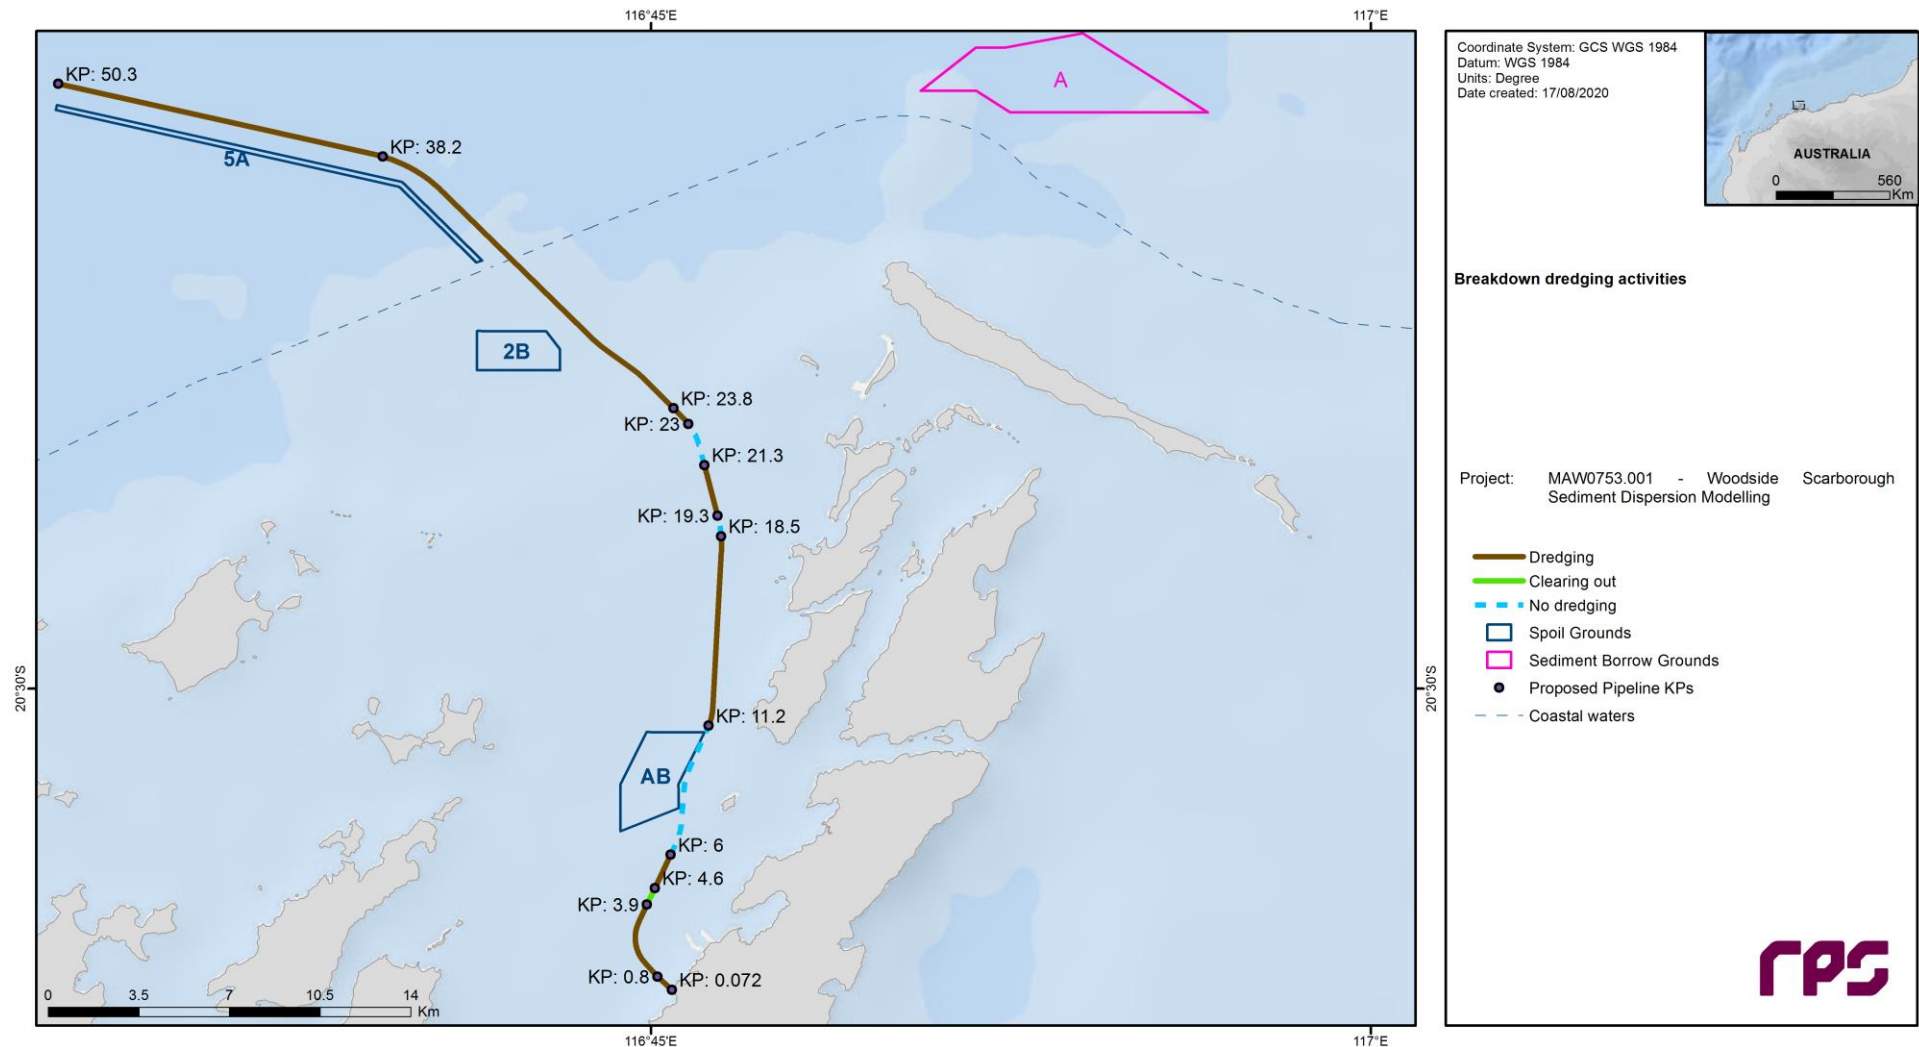 116°45'E
117°E
KP: 50.3
A
KP: 38.2
5A
2B
KP: 23.8
KP: 23
KP: 21.3
KP: 19.3
KP: 18.5
20°30'S
20°30'S
KP: 11.2
AB
KP: 6
KP: 4.6
KP: 3.9
KP: 0.8
KP: 0.072
0 3.5 7 10.5 14
Km
116°45'E
117°E
Coordinate System: GCS WGS 1984
Datum: WGS 1984
Units: Degree
Date created: 17/08/2020
AUSTRALIA
0 560
Km
Breakdown dredging activities
Project: MAW0753.001 - Woodside Scarborough
Sediment Dispersion Modelling
Dredging
Clearing out
No dredging
Spoil Grounds
Sediment Borrow Grounds
Proposed Pipeline KPs
Coastal waters
rps